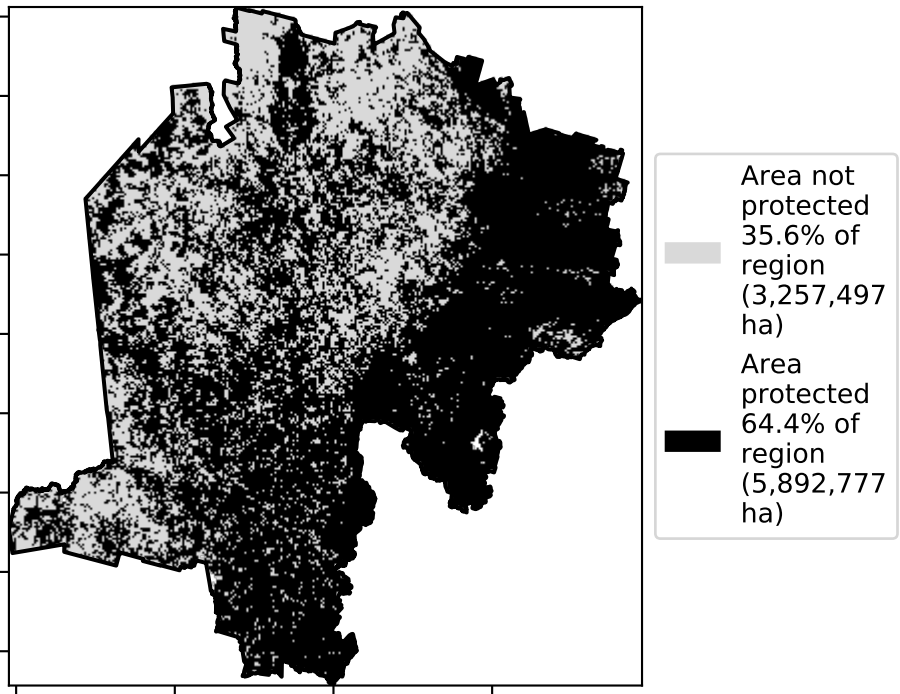 Area not
protected
35.6% of
region
(3,257,497
ha)
Area
protected
64.4% of
region
(5,892,777
ha)